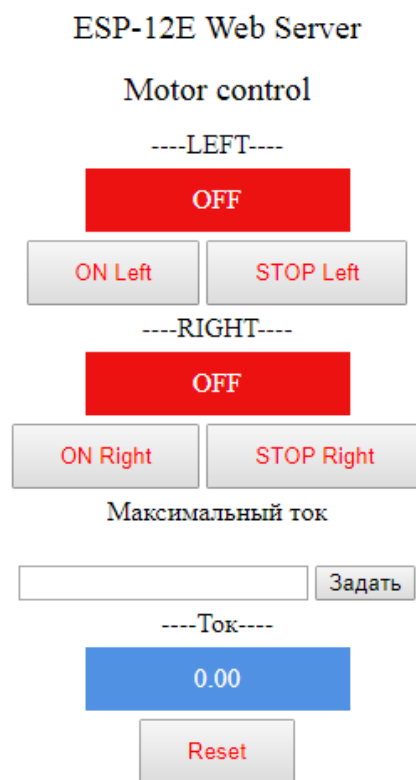 ESP-12E Web Server
Motor control
----LEFT----
OFF
ON Left STOP Left
----RIGHT----
OFF
ON Right STOP Right
Максимальный ток
Задать
----Ток----
0.00
Reset